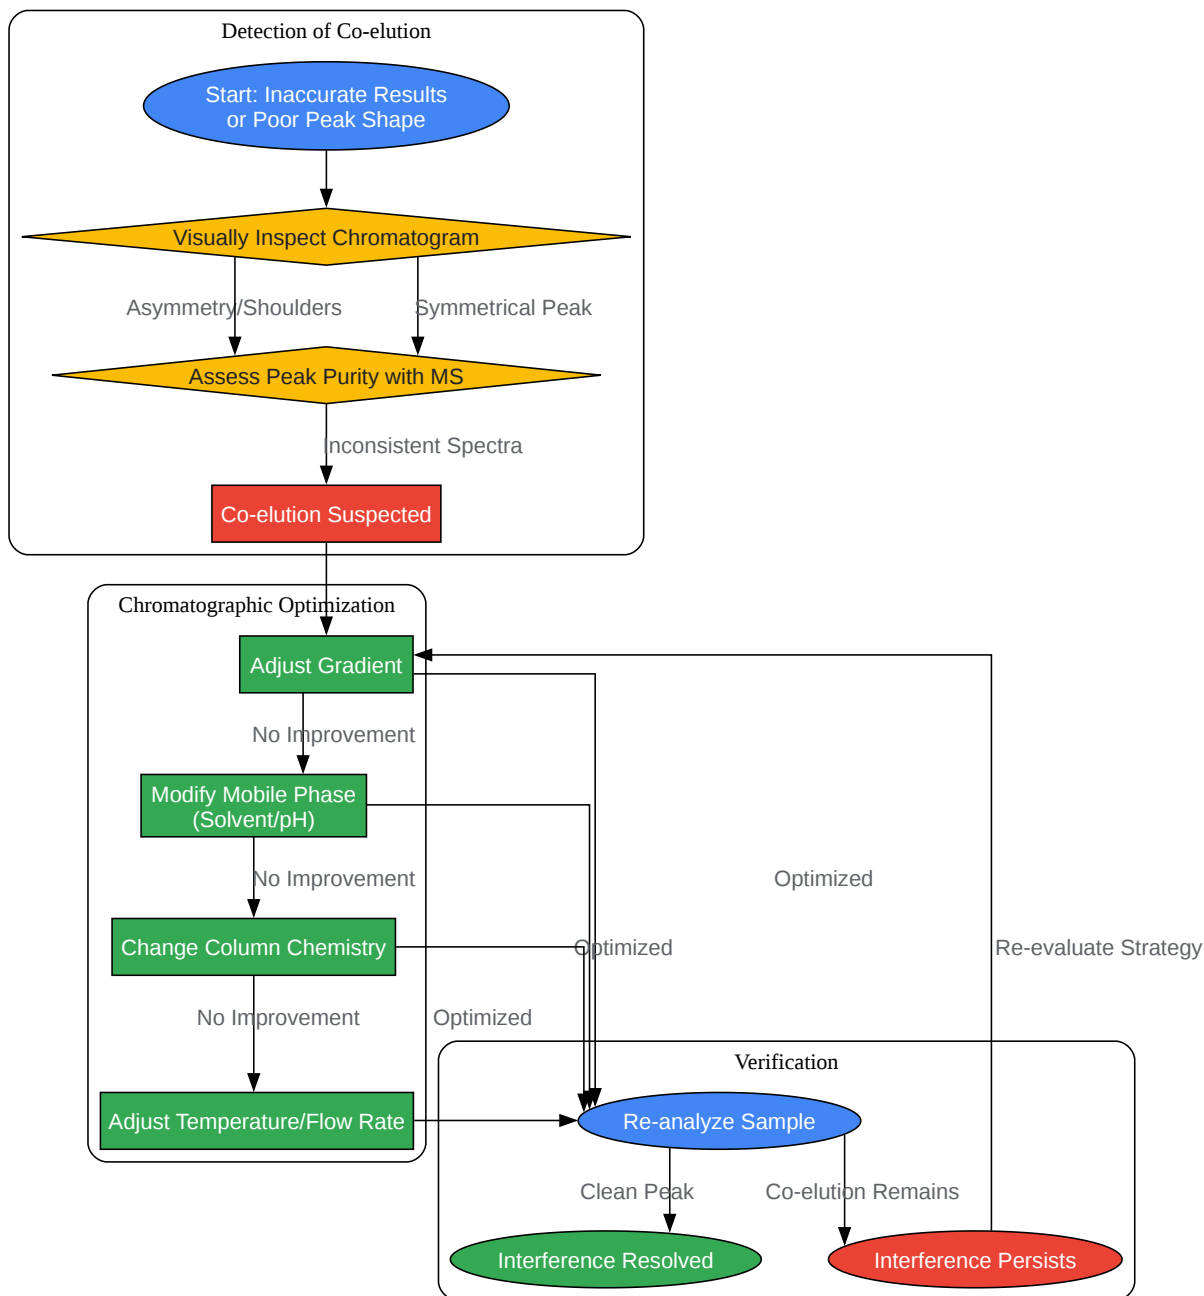 Detection of Co-elution
Start: Inaccurate Results
or Poor Peak Shape
Visually Inspect Chromatogram
Asymmetry/Shoulders
Symmetrical Peak
Assess Peak Purity with MS
Inconsistent Spectra
Co-elution Suspected
Chromatographic Optimization
Adjust Gradient
No Improvement
Modify Mobile Phase
(Solvent/pH)
No Improvement
Optimized
Change Column Chemistry
Optimized
Re-evaluate Strategy
No Improvement
Optimized
Verification
Adjust Temperature/Flow Rate
Re-analyze Sample
Clean Peak
Co-elution Remains
Interference Resolved
Interference Persists